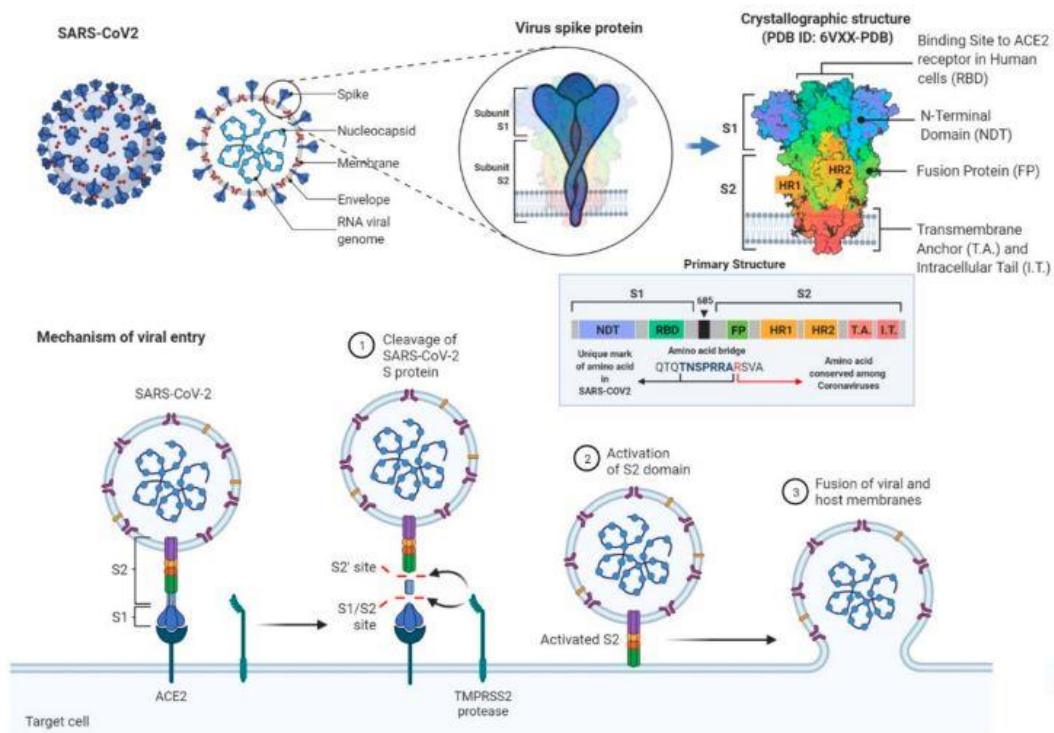 SARS-CoV2
Spike
Nucleocapsid
Membrane
Envelope
RNA viral
genome
Virus spike protein
Subunit
S1
Subunit
S2
Crystallographic structure
(PDB ID: 6VXX-PDB)
S1
S2
HR1
HR2
Binding Site to ACE2
receptor in Human
cells (RBD)
N-Terminal
Domain (NDT)
Fusion Protein (FP)
Transmembrane
Anchor (T.A.) and
Intracellular Tail (I.T.)
Primary Structure
S1
685
S2
NDT RBD FP HR1 HR2 T.A. I.T.
Unique mark
of amino acid
in
SARS-COV2
Amino acid bridge
QTQTNSPRRARSVA
Amino acid
conserved among
Coronaviruses
Mechanism of viral entry
SARS-CoV-2
S2
S1
ACE2
Target cell
1 Cleavage of
SARS-CoV-2
S protein
S2' site
S1/S2
site
TMPRSS2
protease
2 Activation
of S2 domain
Activated S2
3 Fusion of viral and
host membranes